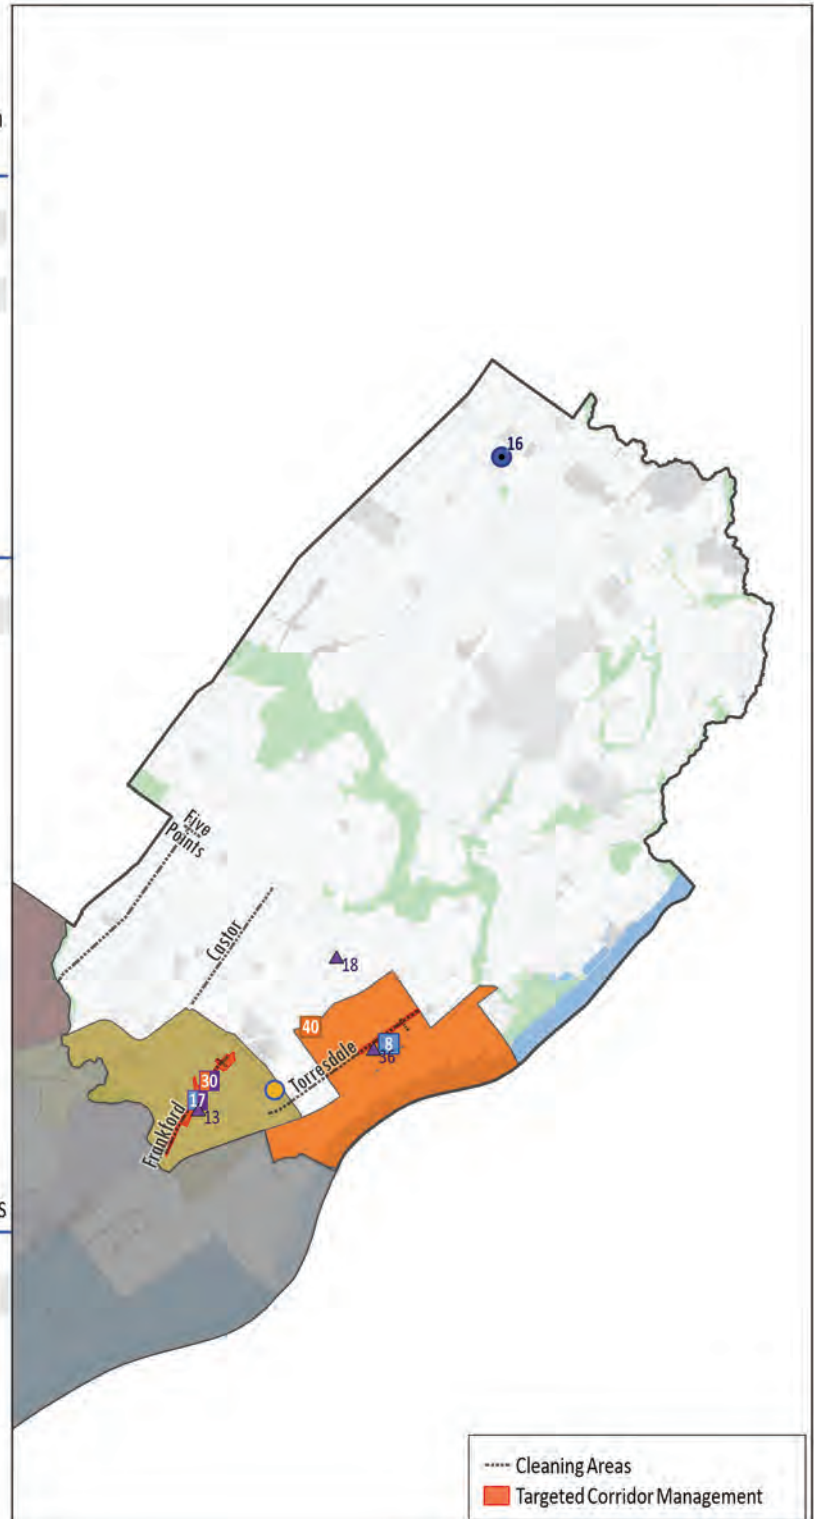 16
Five
Points
Castor
18
40
8
36
Torresdale
30
17
13
Frankford
Cleaning Areas
Targeted Corridor Management